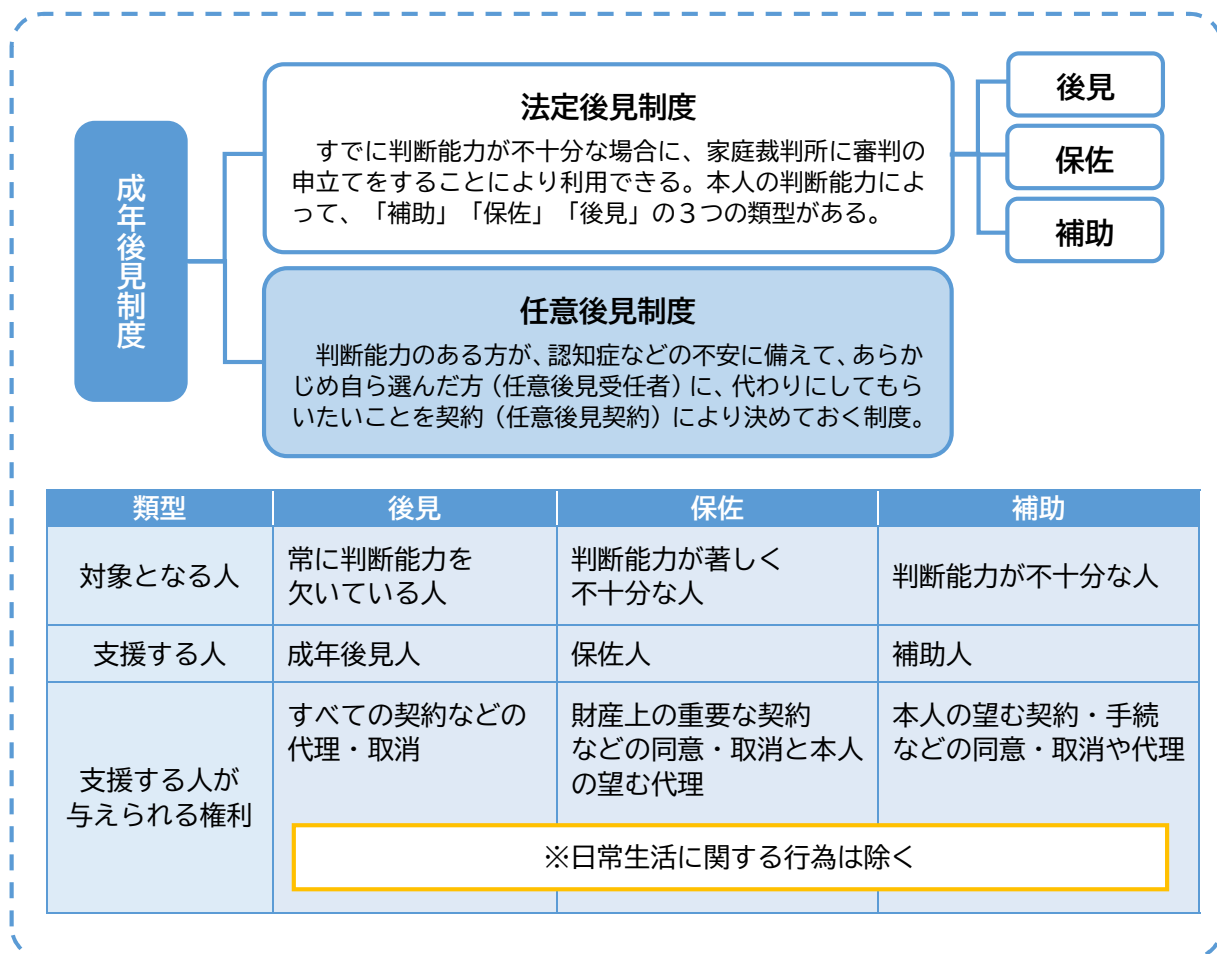 成年後見制度
法定後見制度
すでに判断能力が不十分な場合に、家庭裁判所に審判の
申立てをすることにより利用できる。本人の判断能力によ
って、「補助」「保佐」「後見」の３つの類型がある。
後見
保佐
補助
任意後見制度
判断能力のある方が、認知症などの不安に備えて、あらか
じめ自ら選んだ方（任意後見受任者）に、代わりにしてもら
いたいことを契約（任意後見契約）により決めておく制度。
類型
後見
保佐
補助
対象となる人
常に判断能力を
欠いている人
判断能力が著しく
不十分な人
判断能力が不十分な人
支援する人
成年後見人
保佐人
補助人
支援する人が
与えられる権利
すべての契約などの
代理・取消
財産上の重要な契約
などの同意・取消と本人
の望む代理
本人の望む契約・手続
などの同意・取消や代理
※日常生活に関する行為は除く